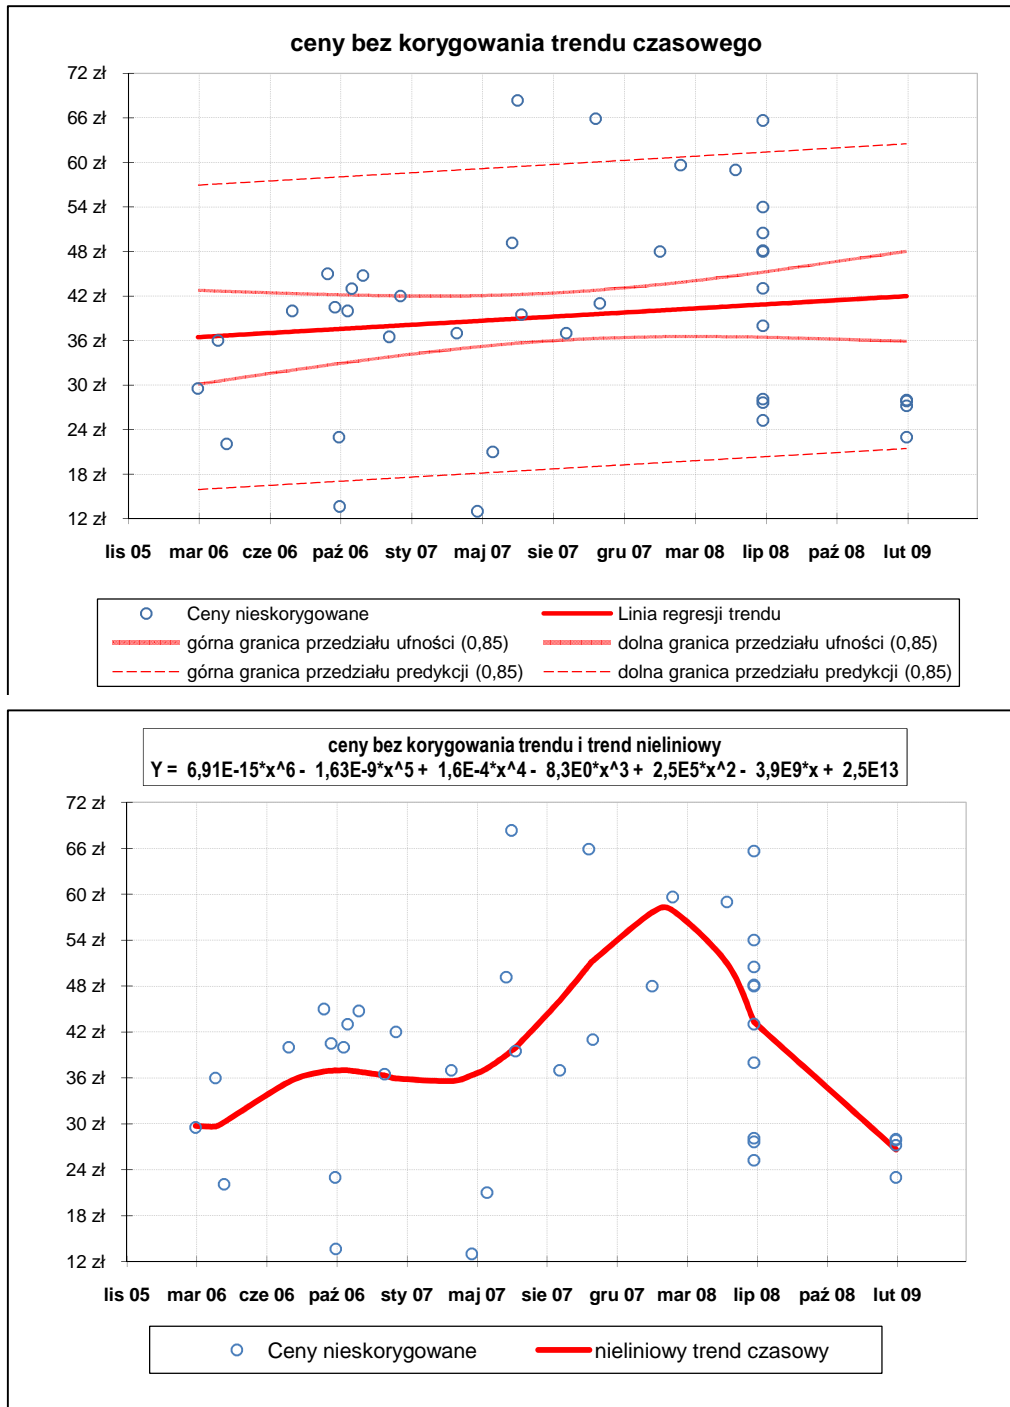 ceny bez korygowania trendu czasowego
72 zł
66 zł
60 zł
54 zł
48 zł
42 zł
36 zł
30 zł
24 zł
18 zł
12 zł
lis 05 mar 06 cze 06 paź 06 sty 07 maj 07 sie 07 gru 07 mar 08 lip 08 paź 08 lut 09
Ceny nieskorygowane Linia regresji trendu
górna granica przedziału ufności (0,85) dolna granica przedziału ufności (0,85)
górna granica przedziału predykcji (0,85) dolna granica przedziału predykcji (0,85)
ceny bez korygowania trendu i trend nieliniowy
Y = 6,91E-15*x^6 - 1,63E-9*x^5 + 1,6E-4*x^4 - 8,3E0*x^3 + 2,5E5*x^2 - 3,9E9*x + 2,5E13
72 zł
66 zł
60 zł
54 zł
48 zł
42 zł
36 zł
30 zł
24 zł
18 zł
12 zł
lis 05 mar 06 cze 06 paź 06 sty 07 maj 07 sie 07 gru 07 mar 08 lip 08 paź 08 lut 09
Ceny nieskorygowane nieliniowy trend czasowy